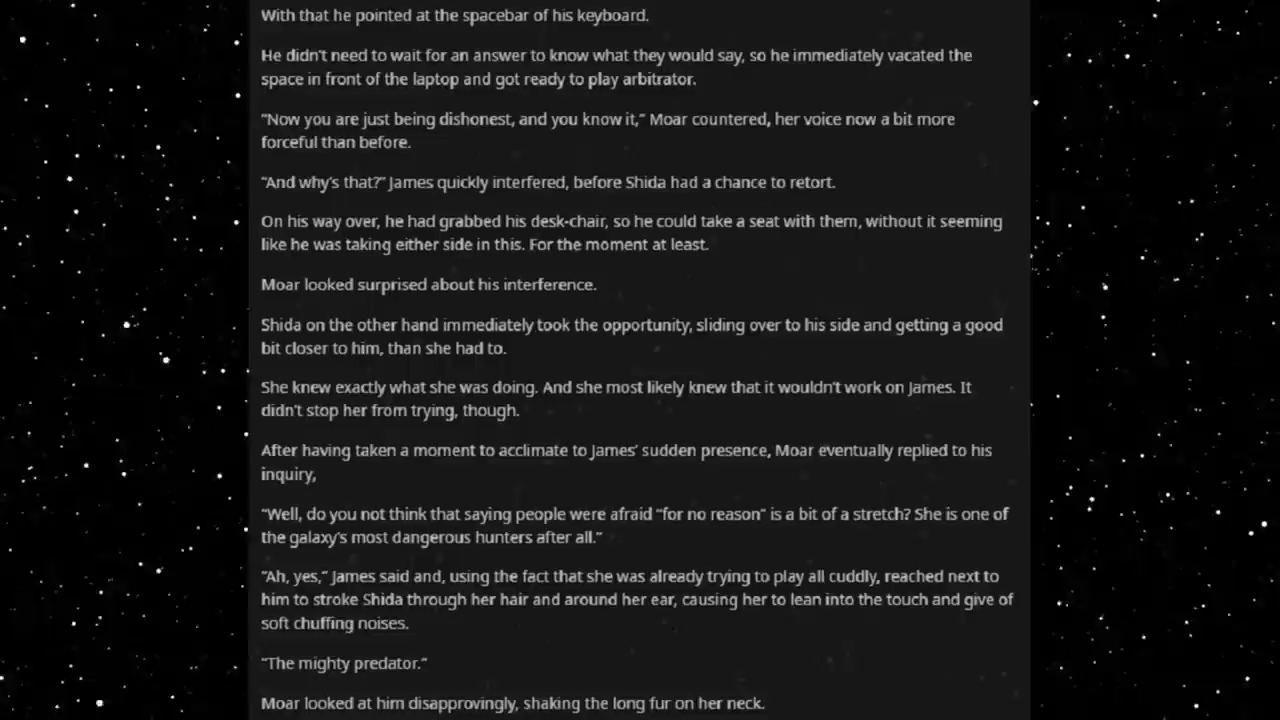 With that he pointed at the spacebar of his keyboard.
He didn't need to wait for an answer to know what they would say, so he immediately vacated the
space in front of the laptop and got ready to play arbitrator.
"Now you are just being dishonest, and you know it," Moar countered, her voice now a bit more
forceful than before.
"And why's that?" James quickly interfered, before Shida had a chance to retort.
On his way over, he had grabbed his desk-chair, so he could take a seat with them, without it seeming
like he was taking either side in this. For the moment at least.
Moar looked surprised about his interference.
Shida on the other hand immediately took the opportunity, sliding over to his side and getting a good
bit closer to him, than she had to.
She knew exactly what she was doing. And she most likely knew that it wouldn't work on James. It
didn't stop her from trying, though.
After having taken a moment to acclimate to James' sudden presence, Moar eventually replied to his
inquiry,
"Well, do you not think that saying people were afraid "for no reason" is a bit of a stretch? She is one of
the galaxy's most dangerous hunters after all."
"Ah, yes," James said and, using the fact that she was already trying to play all cuddly, reached next to
him to stroke Shida through her hair and around her ear, causing her to lean into the touch and give of
soft chuffing noises.
"The mighty predator."
Moar looked at him disapprovingly, shaking the long fur on her neck.